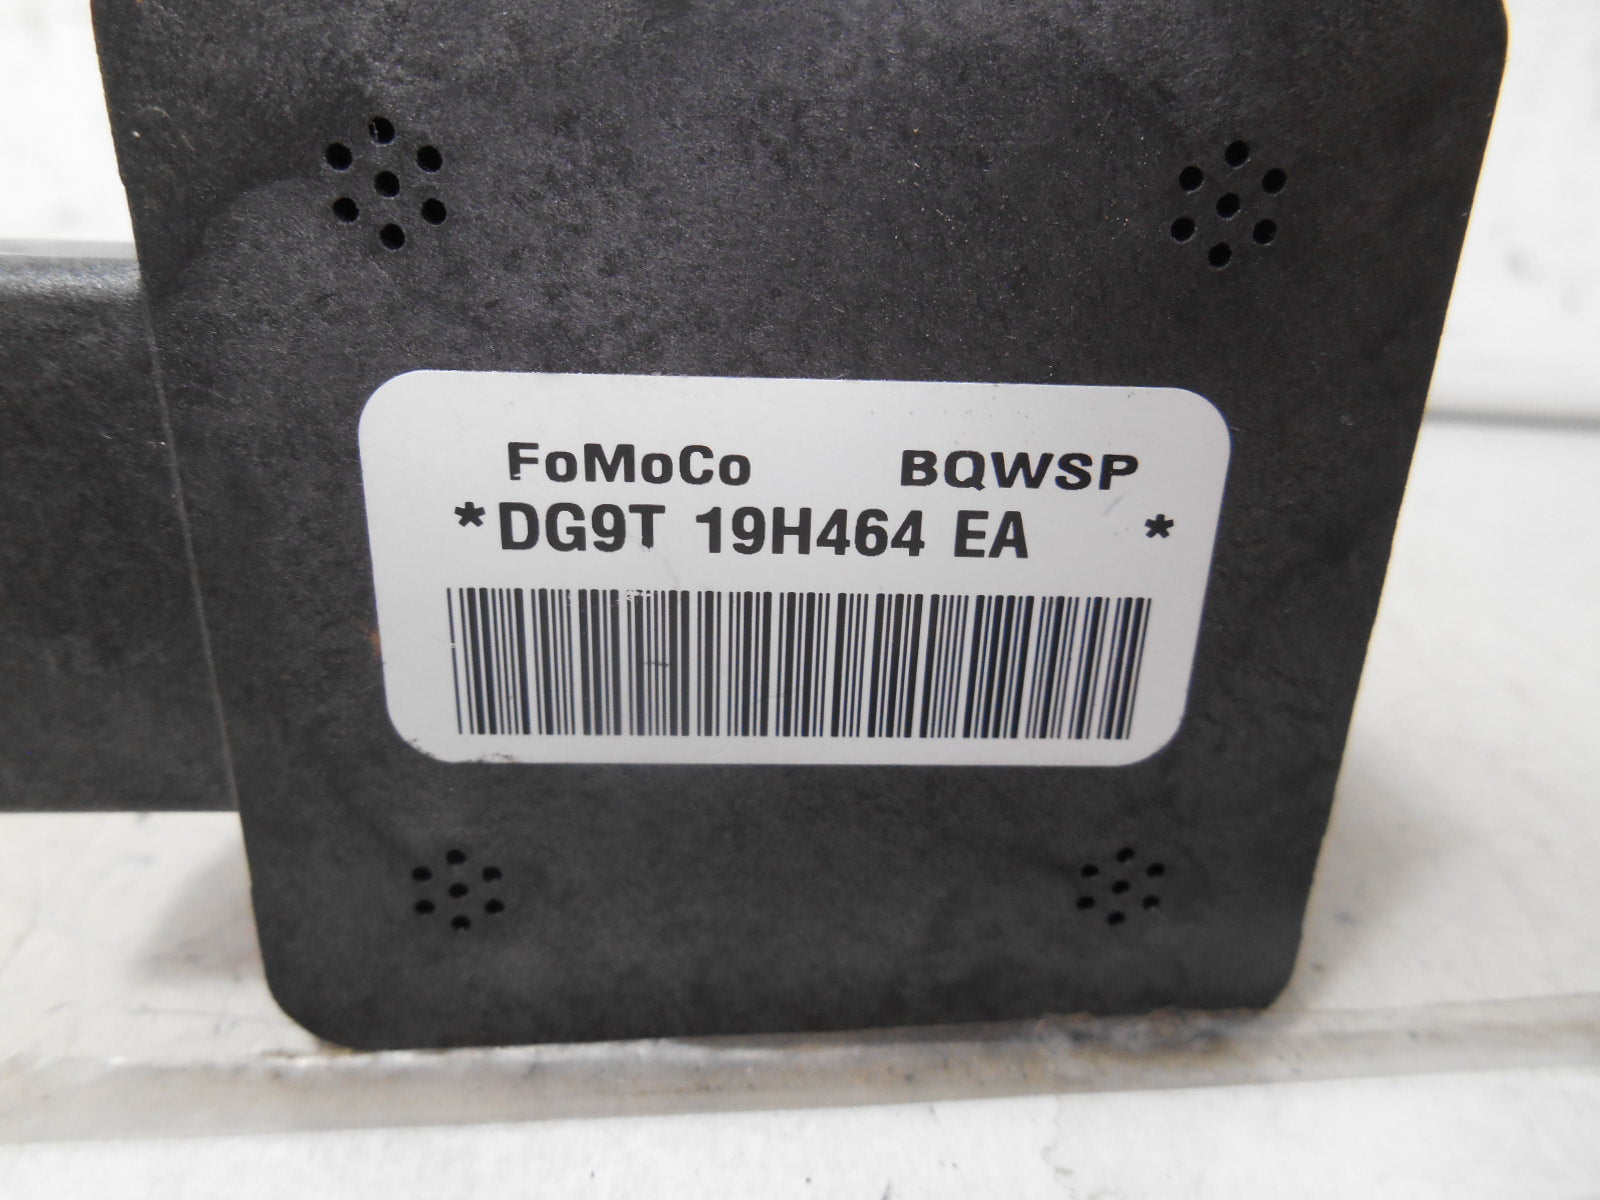 FoMoCo BQWSP
*DG9T 19H464 EA *